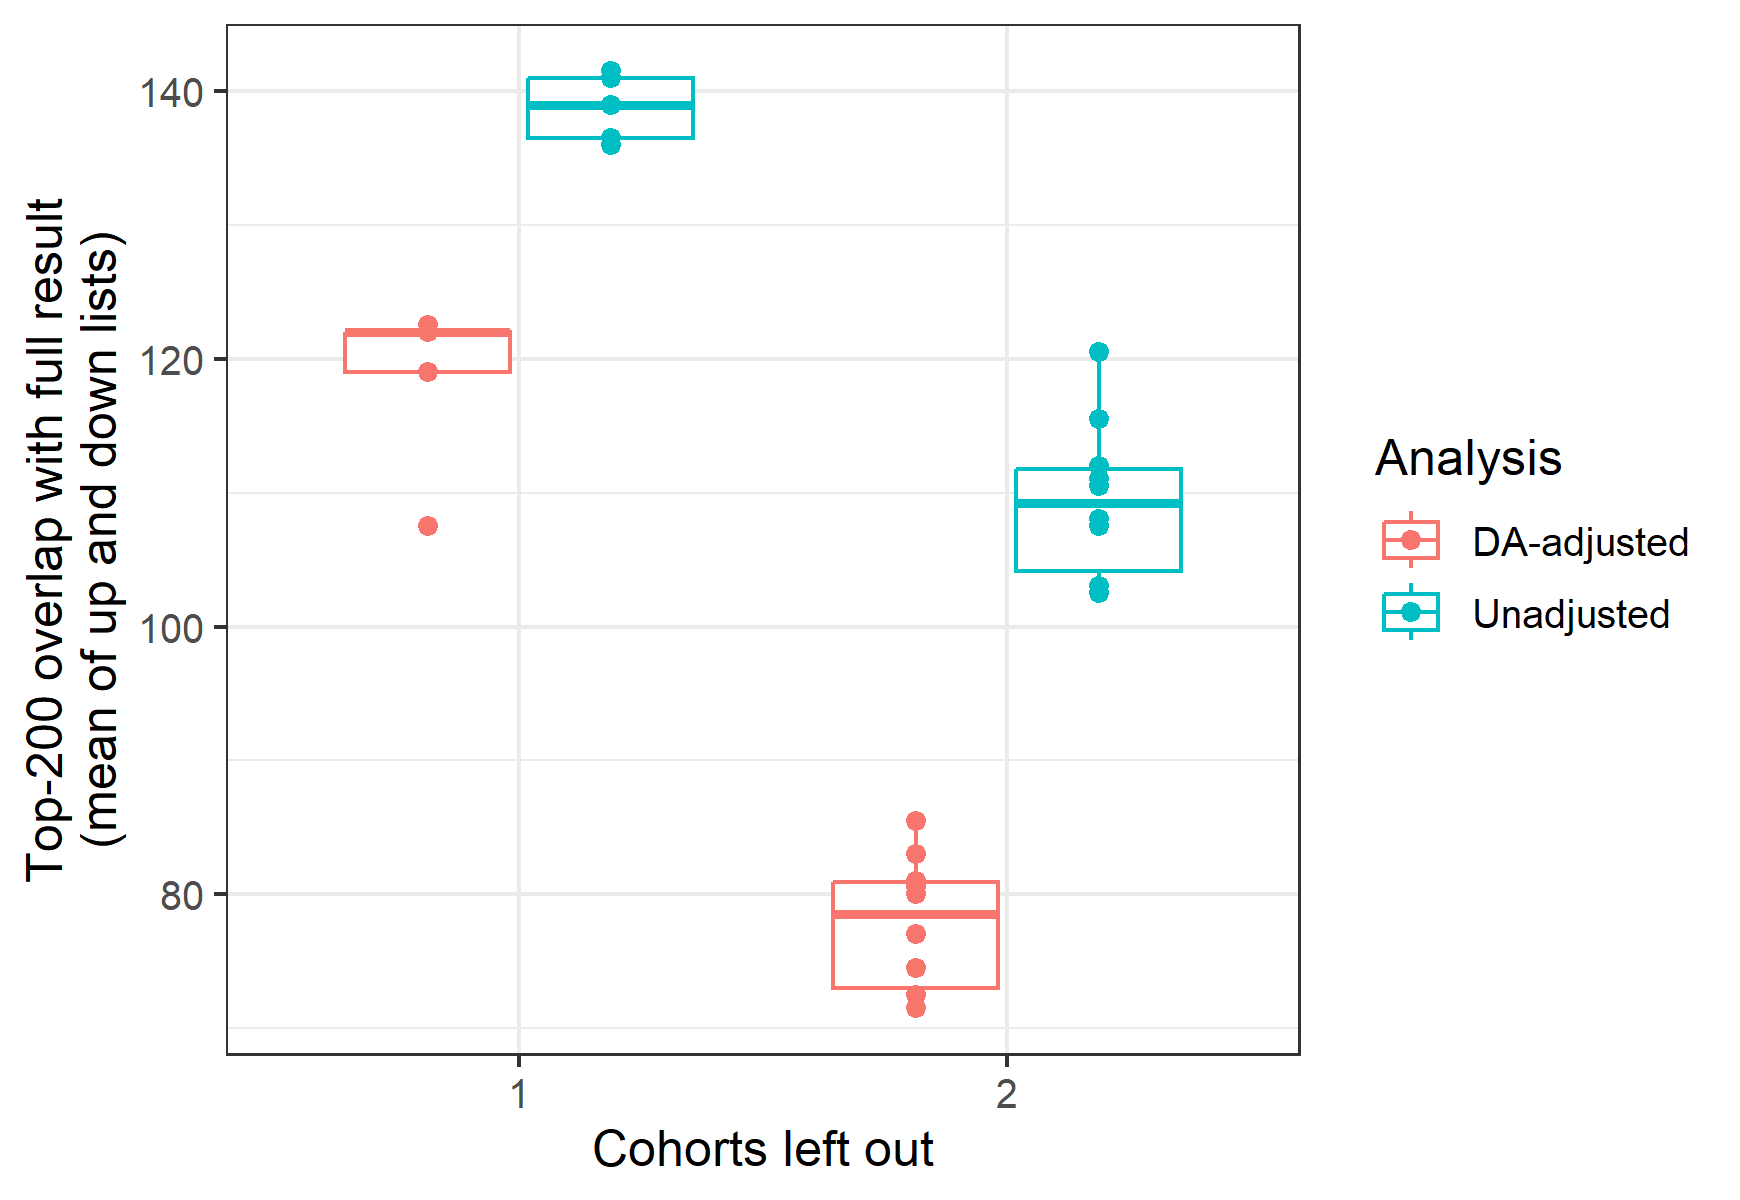 Top-200 overlap with full result
(mean of up and down lists)
140
120
100
80
1
2
Cohorts left out
Analysis
DA-adjusted
Unadjusted